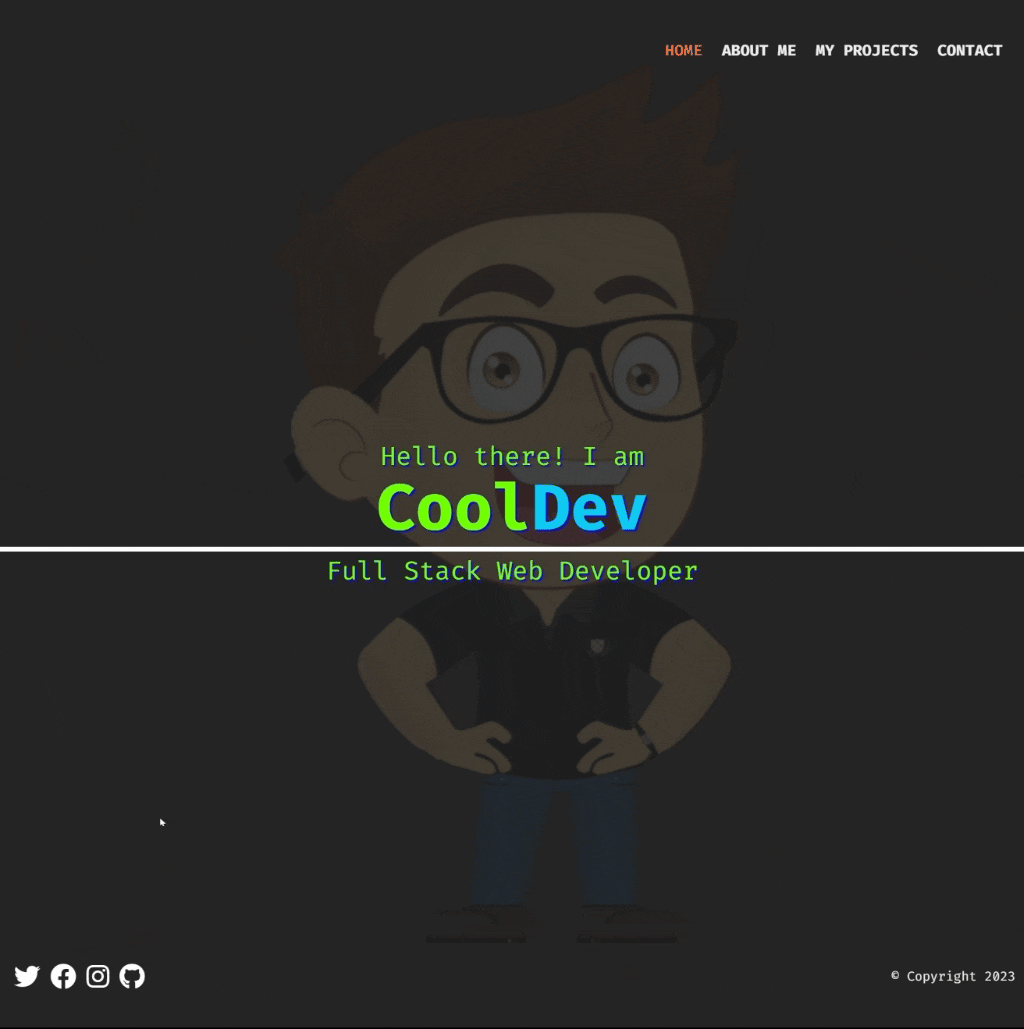 HOME ABOUT ME MY PROJECTS CONTACT
Hello there! I am
CoolDev
Full Stack Web Developer
© Copyright 2023